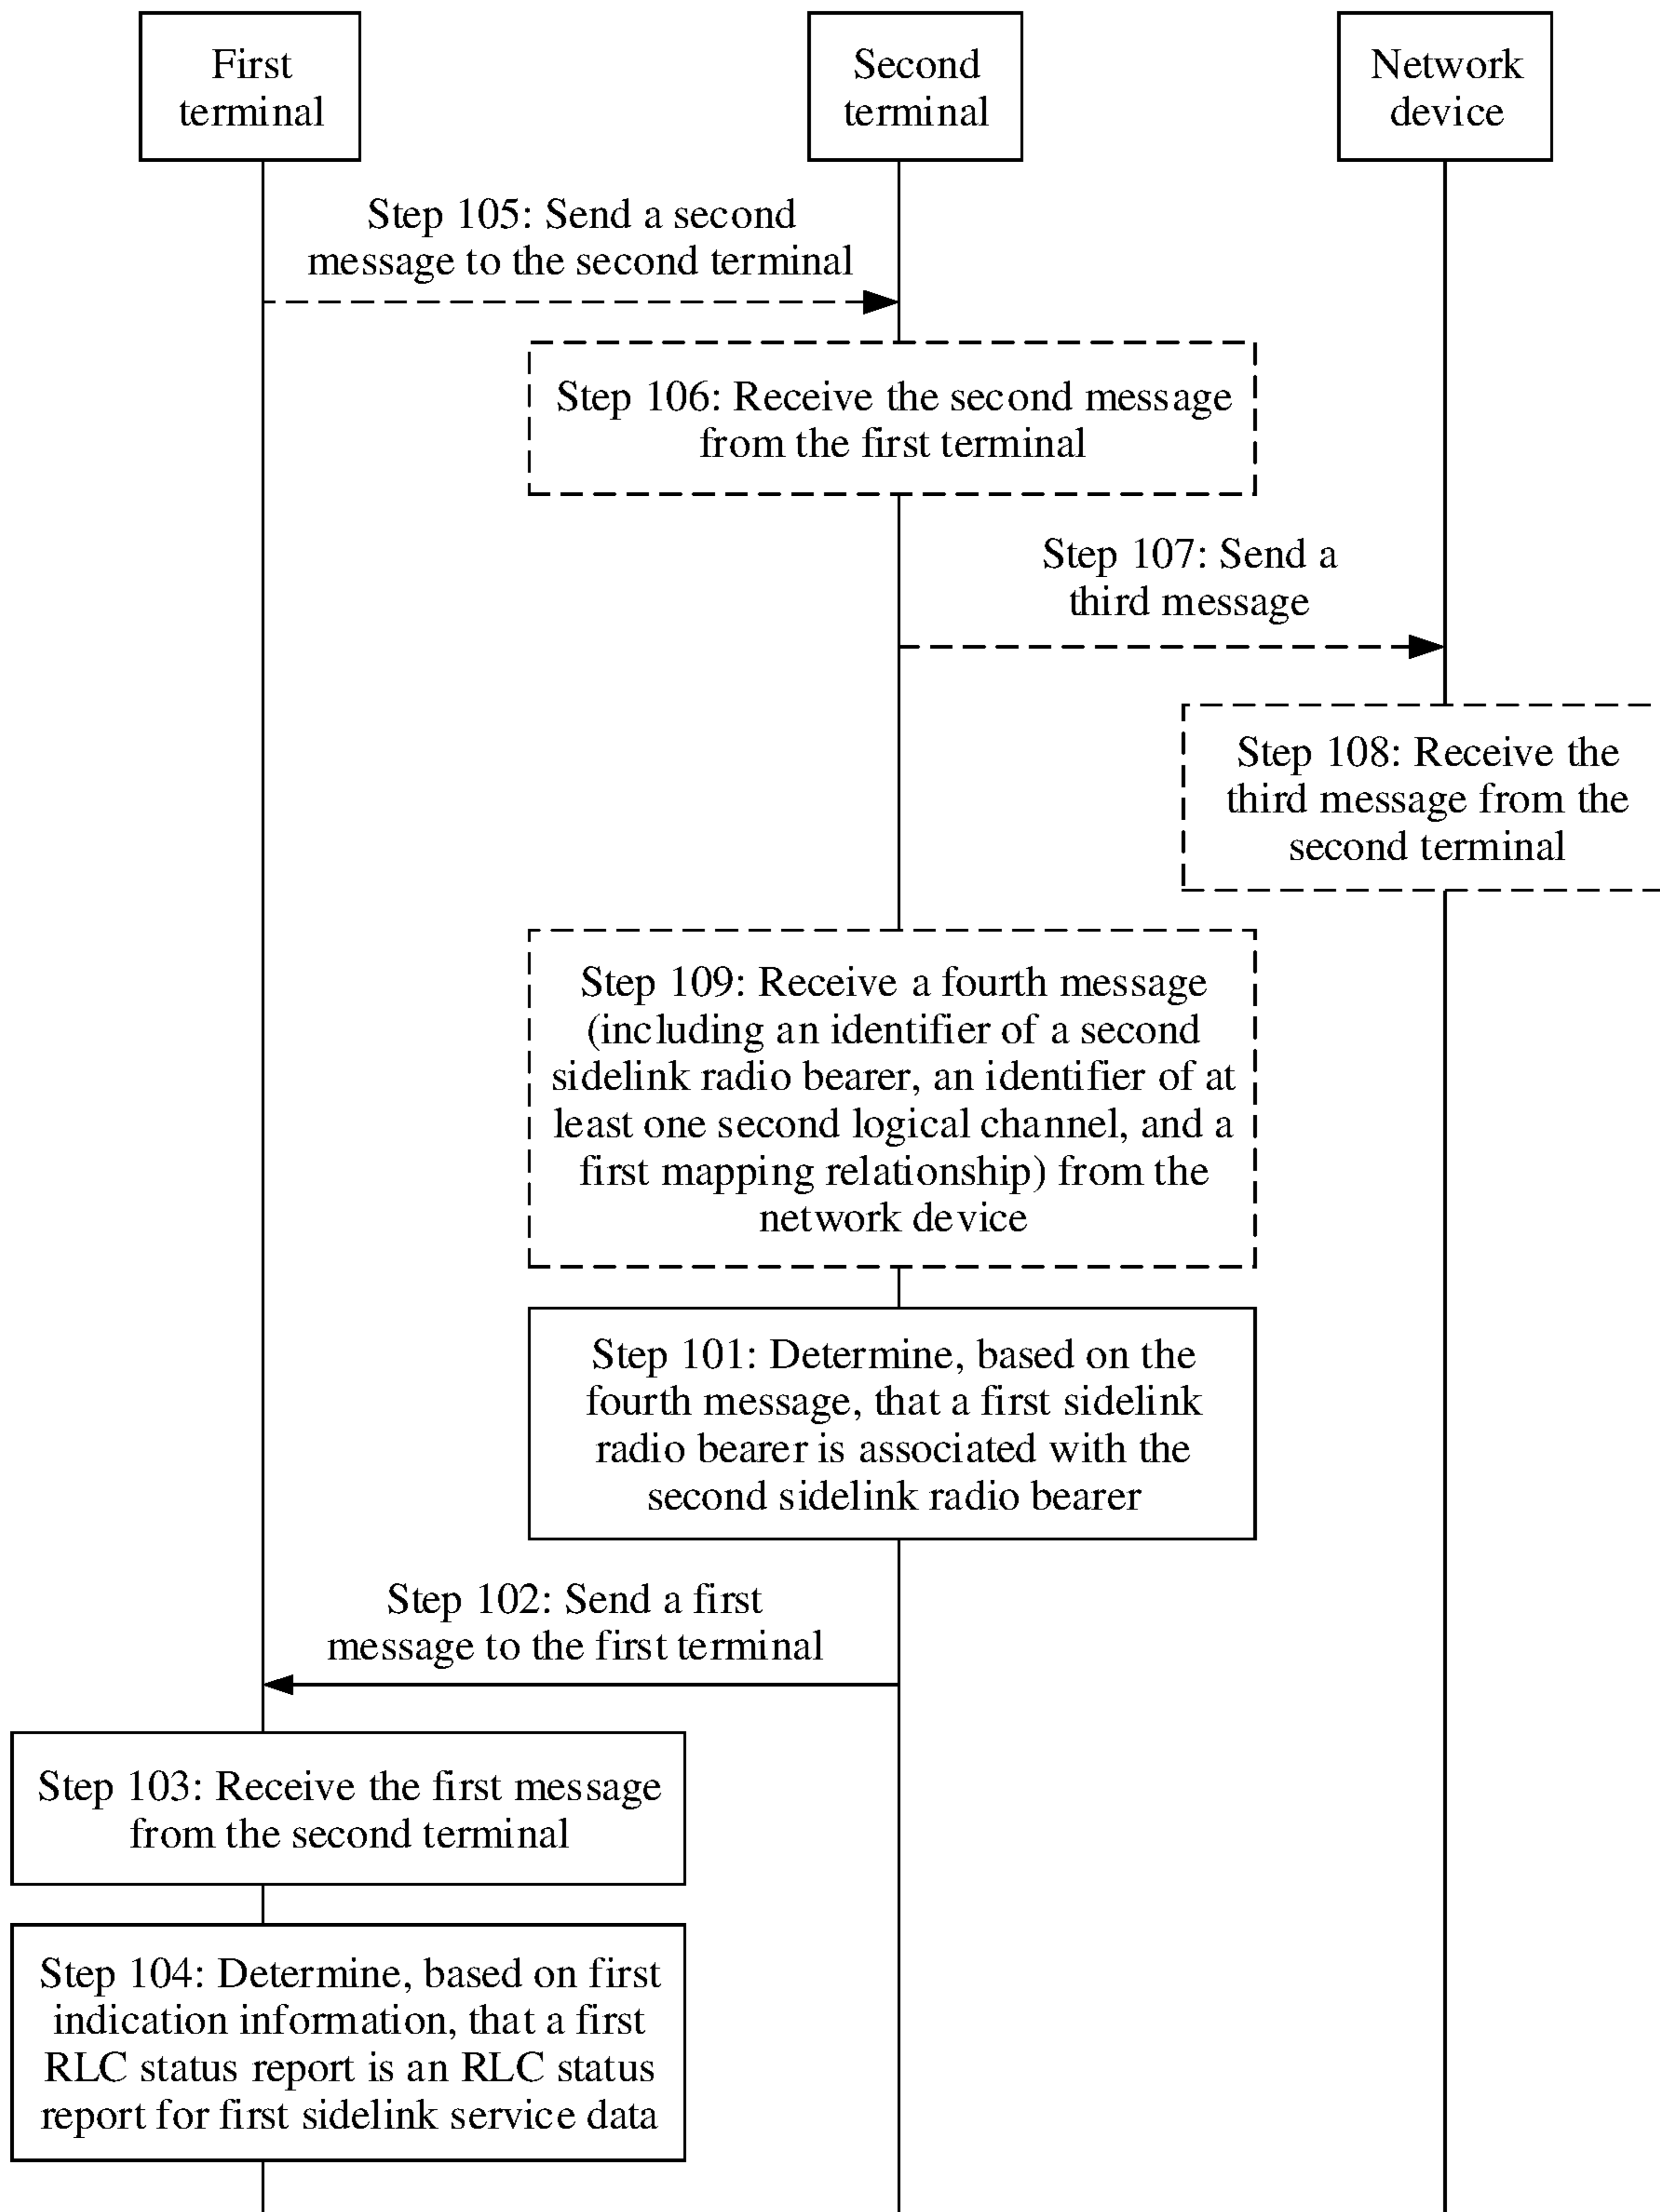 First
terminal
Second
terminal
Network
device
Step 105: Send a second
message to the second terminal
Step 106: Receive the second message
from the first terminal
Step 107: Send a
third message
Step 108: Receive the
third message from the
second terminal
Step 109: Receive a fourth message
(including an identifier of a second
sidelink radio bearer, an identifier of at
least one second logical channel, and a
first mapping relationship) from the
network device
Step 101: Determine, based on the
fourth message, that a first sidelink
radio bearer is associated with the
second sidelink radio bearer
Step 102: Send a first
message to the first terminal
Step 103: Receive the first message
from the second terminal
Step 104: Determine, based on first
indication information, that a first
RLC status report is an RLC status
report for first sidelink service data